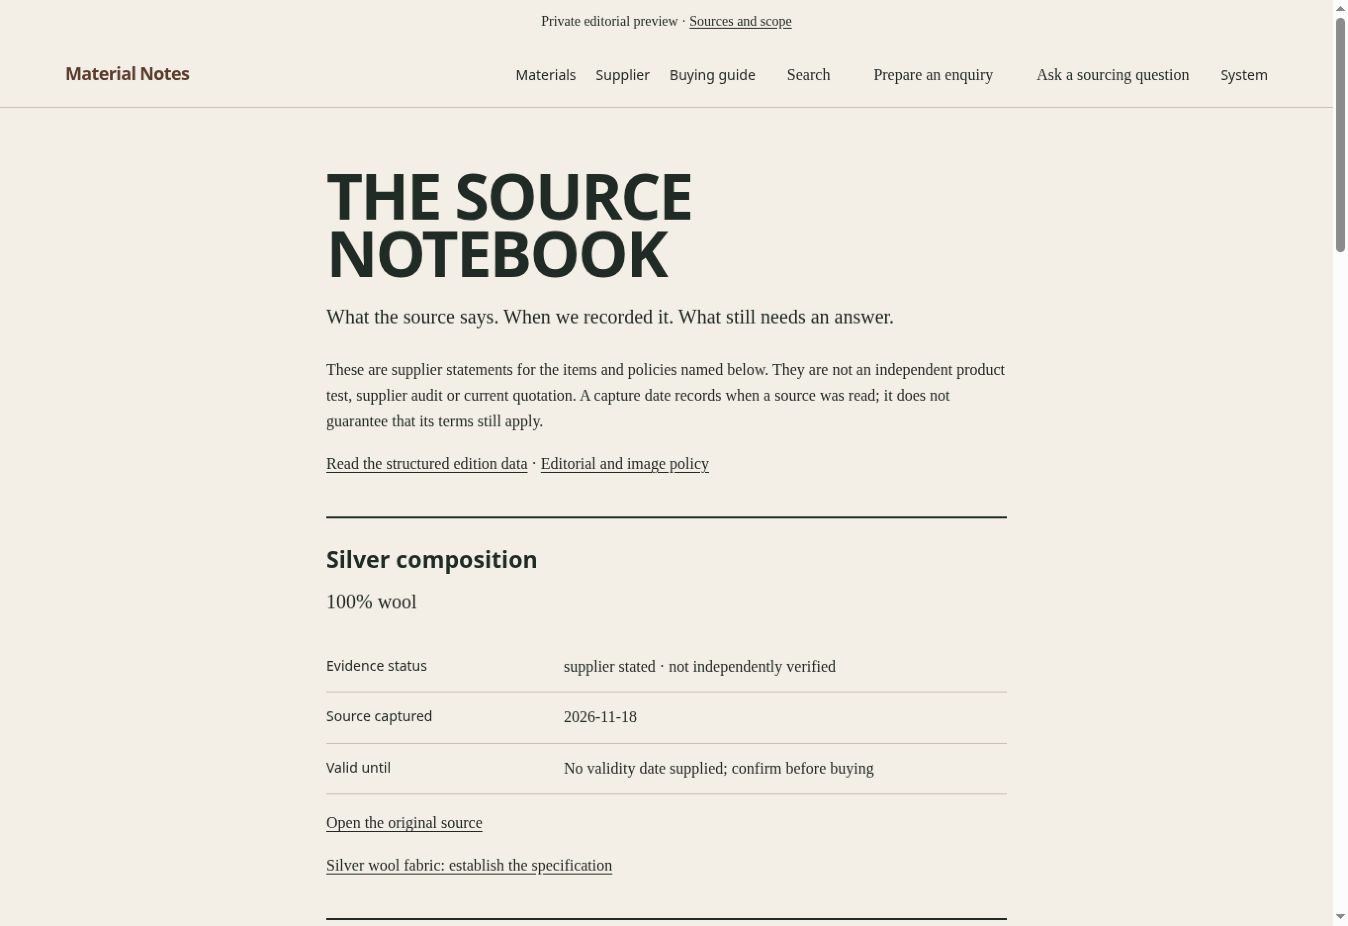 Private editorial preview · Sources and scope
Material Notes
Materials Supplier Buying guide Search Prepare an enquiry Ask a sourcing question System
THE SOURCE
NOTEBOOK
What the source says. When we recorded it. What still needs an answer.
These are supplier statements for the items and policies named below. They are not an independent product
test, supplier audit or current quotation. A capture date records when a source was read; it does not
guarantee that its terms still apply.
Read the structured edition data · Editorial and image policy
Silver composition
100% wool
Evidence status supplier stated · not independently verified
Source captured 2026-11-18
Valid until No validity date supplied; confirm before buying
Open the original source
Silver wool fabric: establish the specification